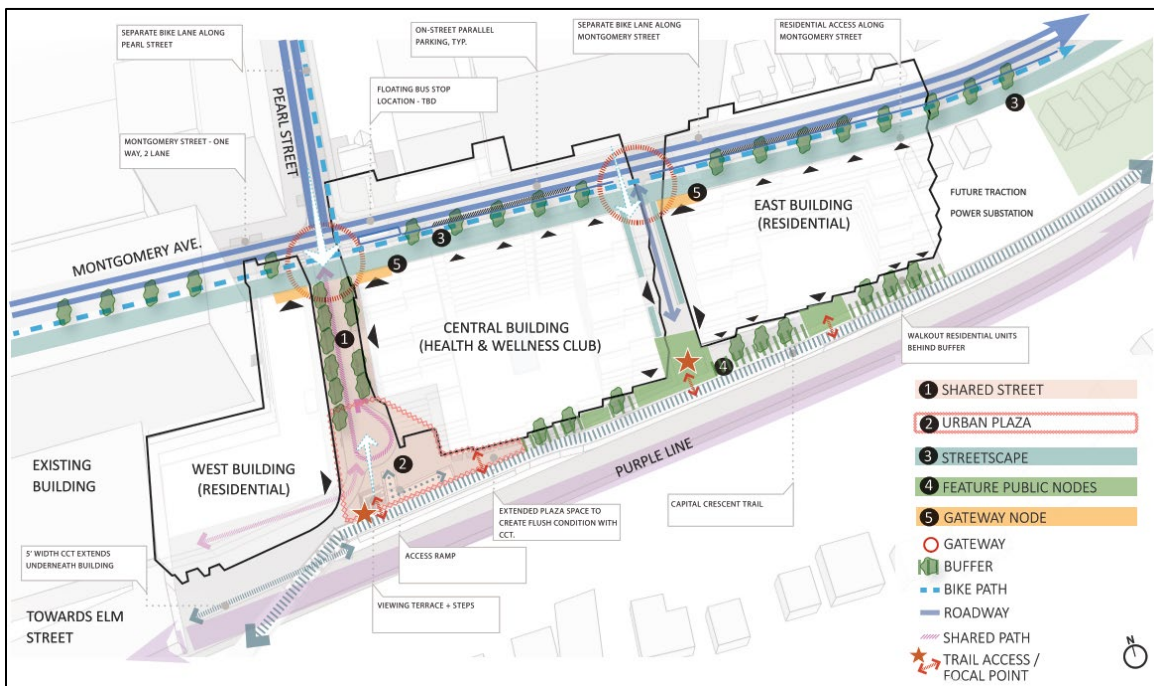 SEPARATE BIKE LANE ALONG
PEARL STREET
ON-STREET PARALLEL
PARKING, TYP.
SEPARATE BIKE LANE ALONG
MONTGOMERY STREET
RESIDENTIAL ACCESS ALONG
MONTGOMERY STREET
PEARL STREET
FLOATING BUS STOP
LOCATION - TBD
MONTGOMERY STREET - ONE
WAY, 2 LANE
3
5
EAST BUILDING
(RESIDENTIAL)
FUTURE TRACTION
POWER SUBSTATION
MONTGOMERY AVE.
3
5
1
CENTRAL BUILDING
(HEALTH & WELLNESS CLUB)
4
WALKOUT RESIDENTIAL UNITS
BEHIND BUFFER
2
EXISTING
BUILDING
WEST BUILDING
(RESIDENTIAL)
PURPLE LINE
EXTENDED PLAZA SPACE TO
CREATE FLUSH CONDITION WITH
CCT.
CAPITAL CRESCENT TRAIL
5' WIDTH CCT EXTENDS
UNDERNEATH BUILDING
ACCESS RAMP
VIEWING TERRACE + STEPS
TOWARDS ELM
STREET
1 SHARED STREET
2 URBAN PLAZA
3 STREETSCAPE
4 FEATURE PUBLIC NODES
5 GATEWAY NODE
GATEWAY
BUFFER
BIKE PATH
ROADWAY
SHARED PATH
TRAIL ACCESS /
FOCAL POINT
N